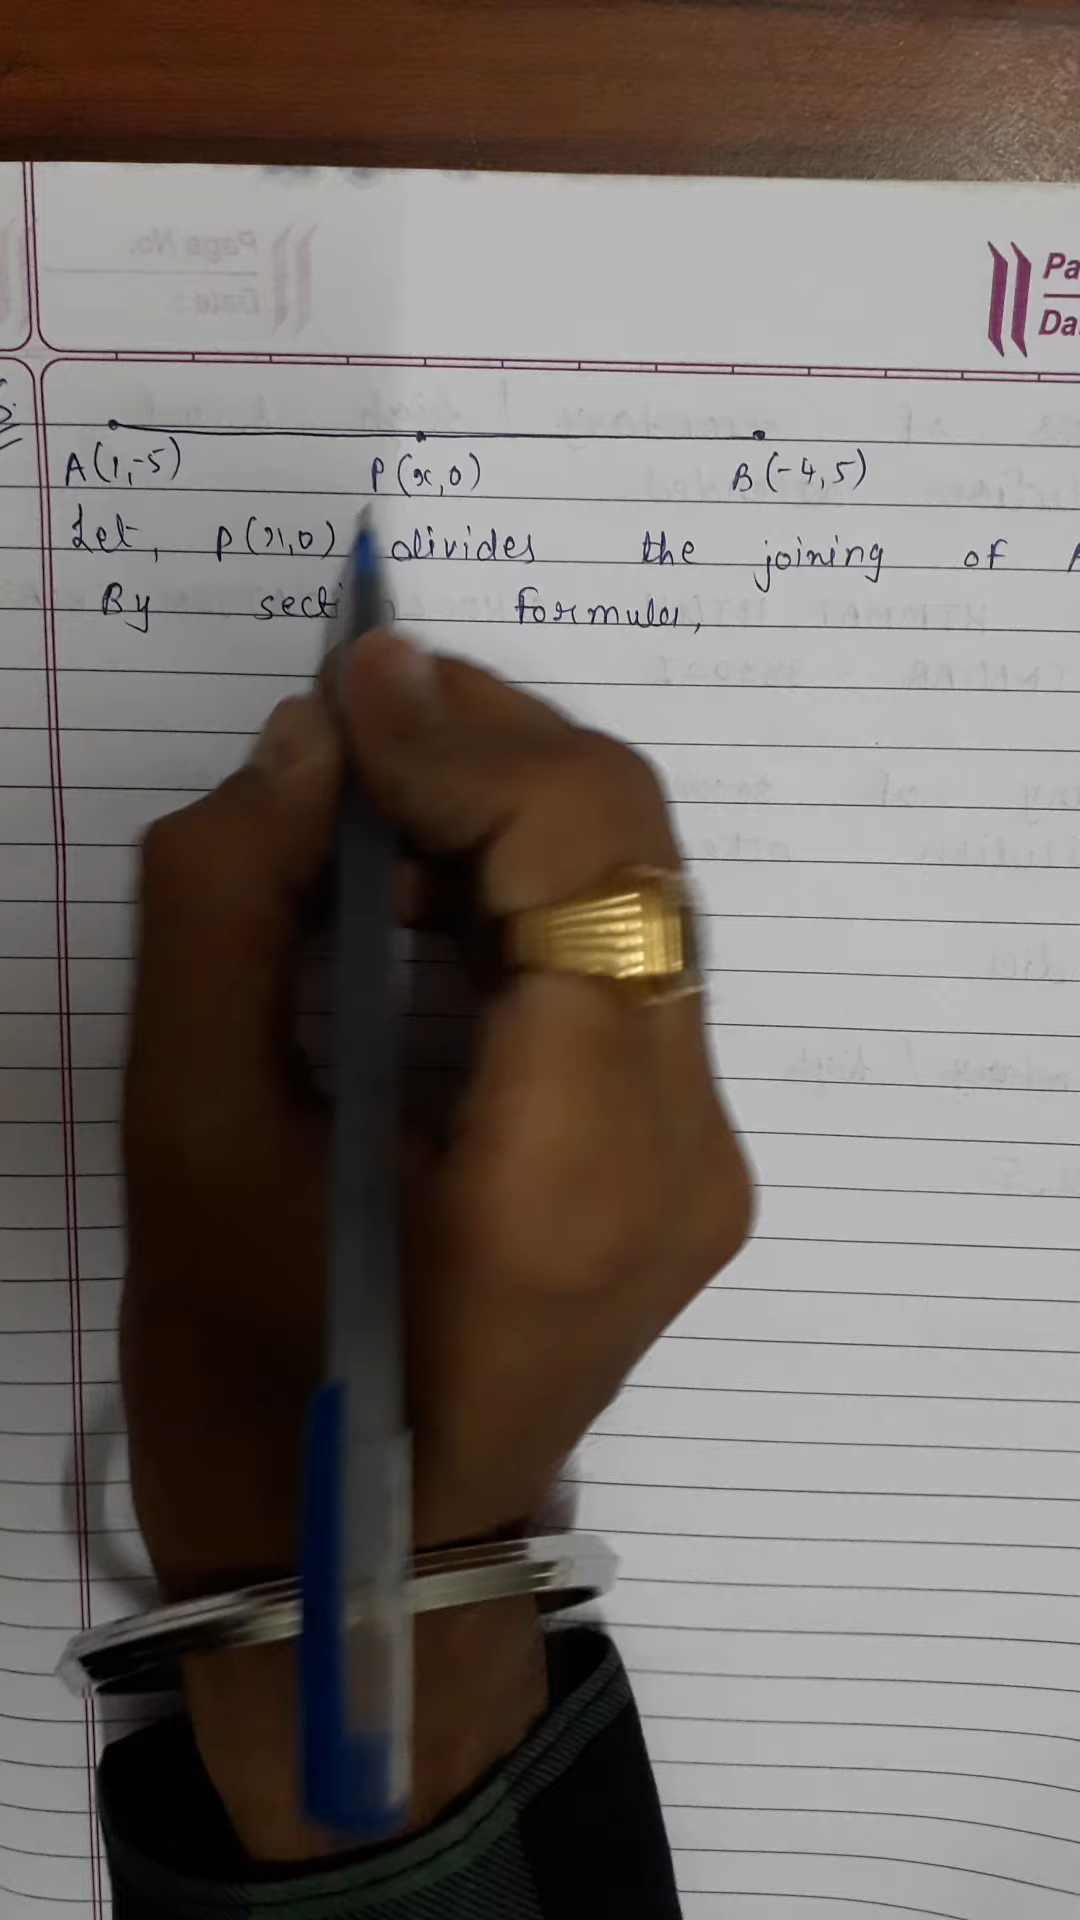 Pa
Da
A(1,-5) P(x,0) B(-4,5)
Let, P(x,0) divides the joining of
By formula,